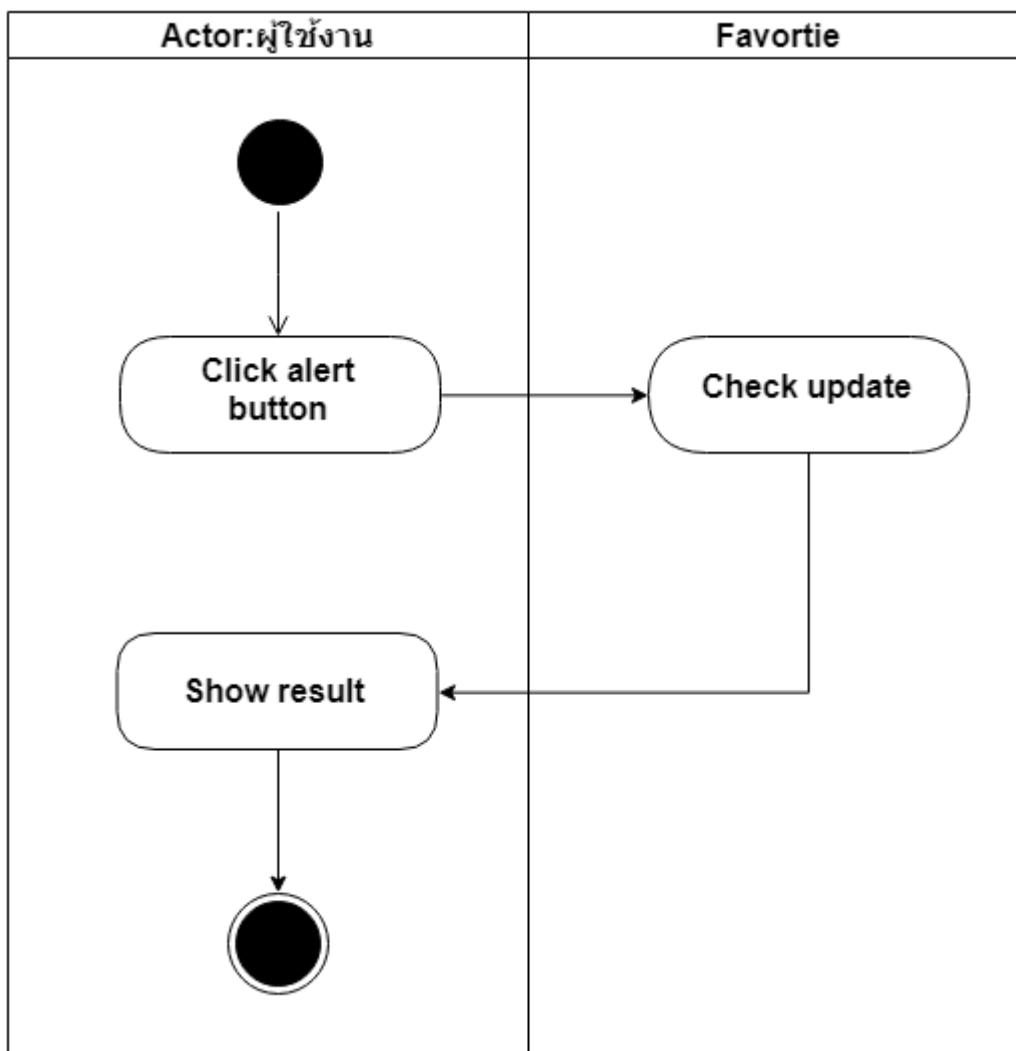 Actor:ผู้ใช้งาน
Favortie
Click alert
button
Check update
Show result